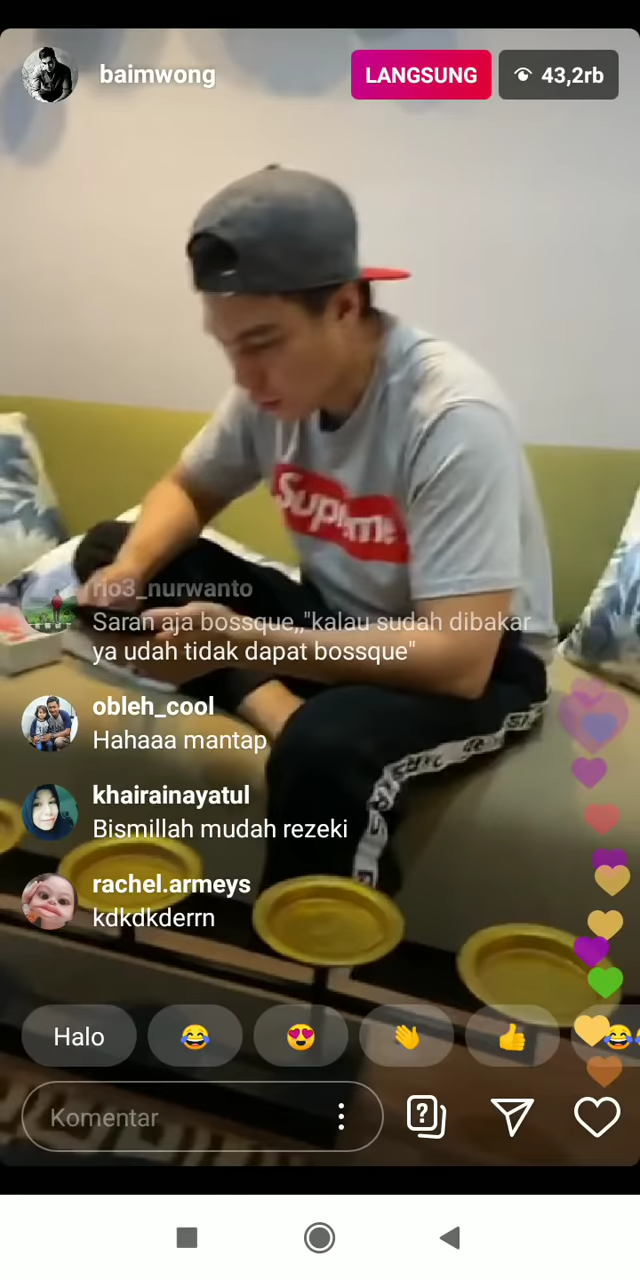 baimwong
LANGSUNG
43,2rb
Supreme
rio3_nurwanto
Saran aja bossque,,"kalau sudah dibakar
ya udah tidak dapat bossque"
obleh_cool
Hahaaa mantap
khairainayatul
Bismillah mudah rezeki
rachel.armeys
kdkdkderrn
Halo
Komentar